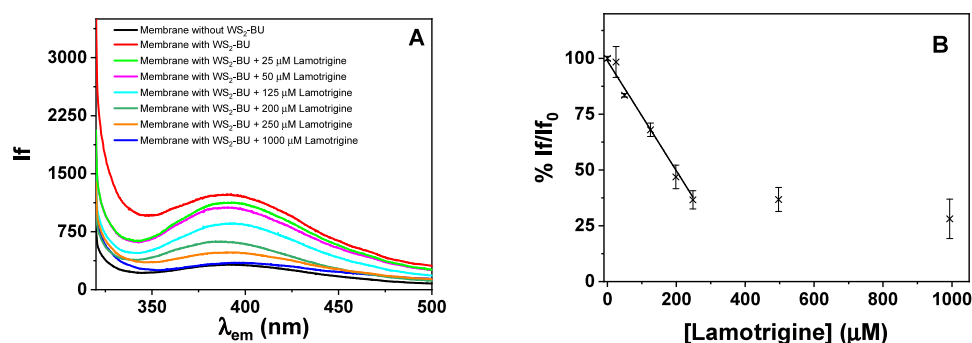 A
Membrane without WS₂-BU
Membrane with WS₂-BU
Membrane with WS₂-BU + 25 μM Lamotrigine
Membrane with WS₂-BU + 50 μM Lamotrigine
Membrane with WS₂-BU + 125 μM Lamotrigine
Membrane with WS₂-BU + 200 μM Lamotrigine
Membrane with WS₂-BU + 250 μM Lamotrigine
Membrane with WS₂-BU + 1000 μM Lamotrigine
If
3000
2250
1500
750
0
350 400 450 500
λem (nm)
B
% If/If₀
100
75
50
25
0
0 200 400 600 800 1000
[Lamotrigine] (μM)